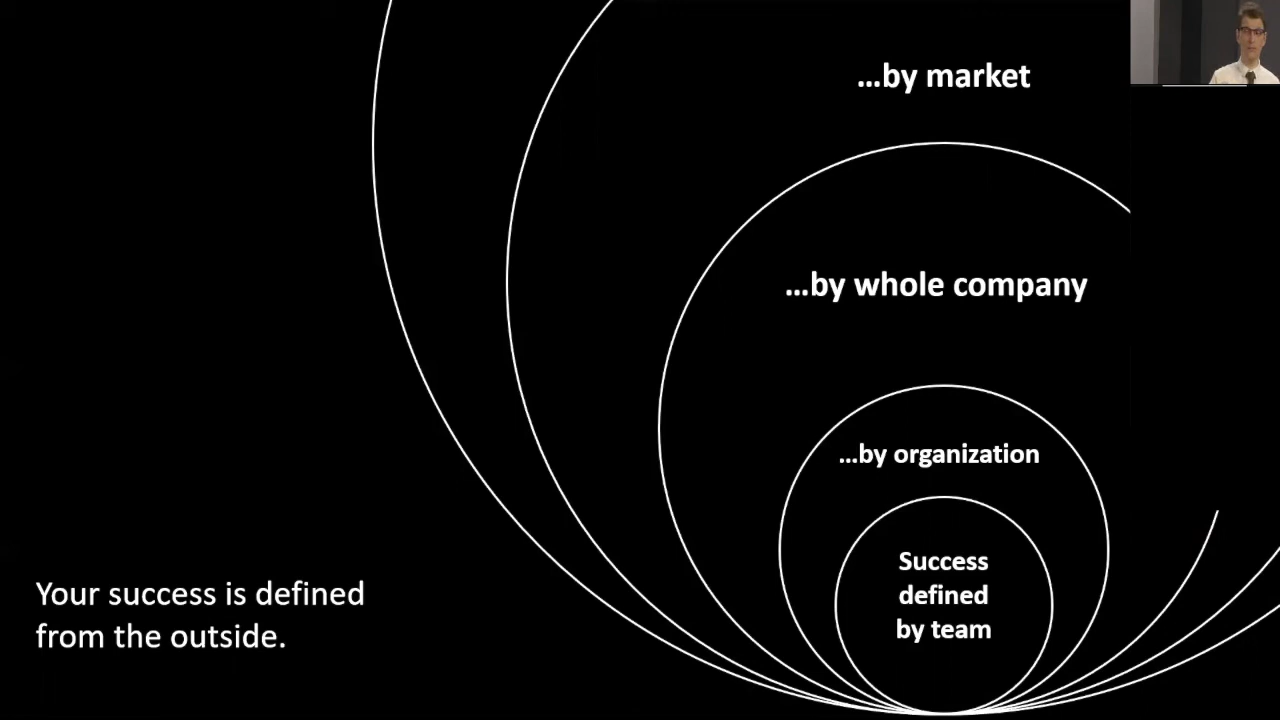 ...by market
...by whole company
...by organization
Success
defined
by team
Your success is defined
from the outside.